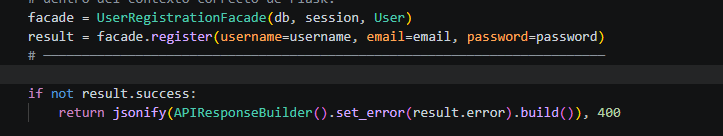 # dentro del contexto correcto de Flask.
facade = UserRegistrationFacade(db, session, User)
result = facade.register(username=username, email=email, password=password)
# ─────────────────────────────────────────────────────────────────────────
if not result.success:
    return jsonify(APIResponseBuilder().set_error(result.error).build()), 400